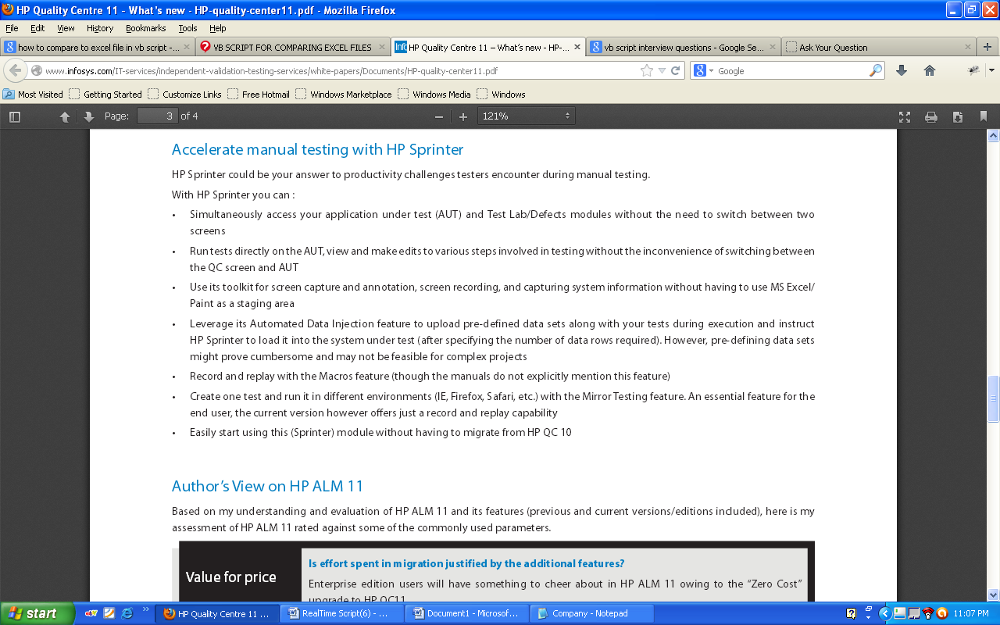 HP Quality Centre 11 - What's new - HP-quality-center11.pdf - Mozilla Firefox
File Edit View History Bookmarks Tools Help
how to compare to excel file in vb script -... VB SCRIPT FOR COMPARING EXCEL FILES HP Quality Centre 11 – What's new - HP-... vb script interview questions - Google Se... Ask Your Question
www.infosys.com/IT-services/independent-validation-testing-services/white-papers/Documents/HP-quality-center11.pdf Google
Most Visited Getting Started Customize Links Free Hotmail Windows Marketplace Windows Media Windows
Page: 3 of 4 121%
Accelerate manual testing with HP Sprinter
HP Sprinter could be your answer to productivity challenges testers encounter during manual testing.
With HP Sprinter you can :
• Simultaneously access your application under test (AUT) and Test Lab/Defects modules without the need to switch between two
screens
• Run tests directly on the AUT, view and make edits to various steps involved in testing without the inconvenience of switching between
the QC screen and AUT
• Use its toolkit for screen capture and annotation, screen recording, and capturing system information without having to use MS Excel/
Paint as a staging area
• Leverage its Automated Data Injection feature to upload pre-defined data sets along with your tests during execution and instruct
HP Sprinter to load it into the system under test (after specifying the number of data rows required). However, pre-defining data sets
might prove cumbersome and may not be feasible for complex projects
• Record and replay with the Macros feature (though the manuals do not explicitly mention this feature)
• Create one test and run it in different environments (IE, Firefox, Safari, etc.) with the Mirror Testing feature. An essential feature for the
end user, the current version however offers just a record and replay capability
• Easily start using this (Sprinter) module without having to migrate from HP QC 10
Author's View on HP ALM 11
Based on my understanding and evaluation of HP ALM 11 and its features (previous and current versions/editions included), here is my
assessment of HP ALM 11 rated against some of the commonly used parameters.
Is effort spent in migration justified by the additional features?
Value for price
Enterprise edition users will have something to cheer about in HP ALM 11 owing to the “Zero Cost”
upgrade to HP QC11
start HP Quality Centre 11 ... RealTime Script(6) - ... Document1 - Microsof... Company - Notepad 11:07 PM